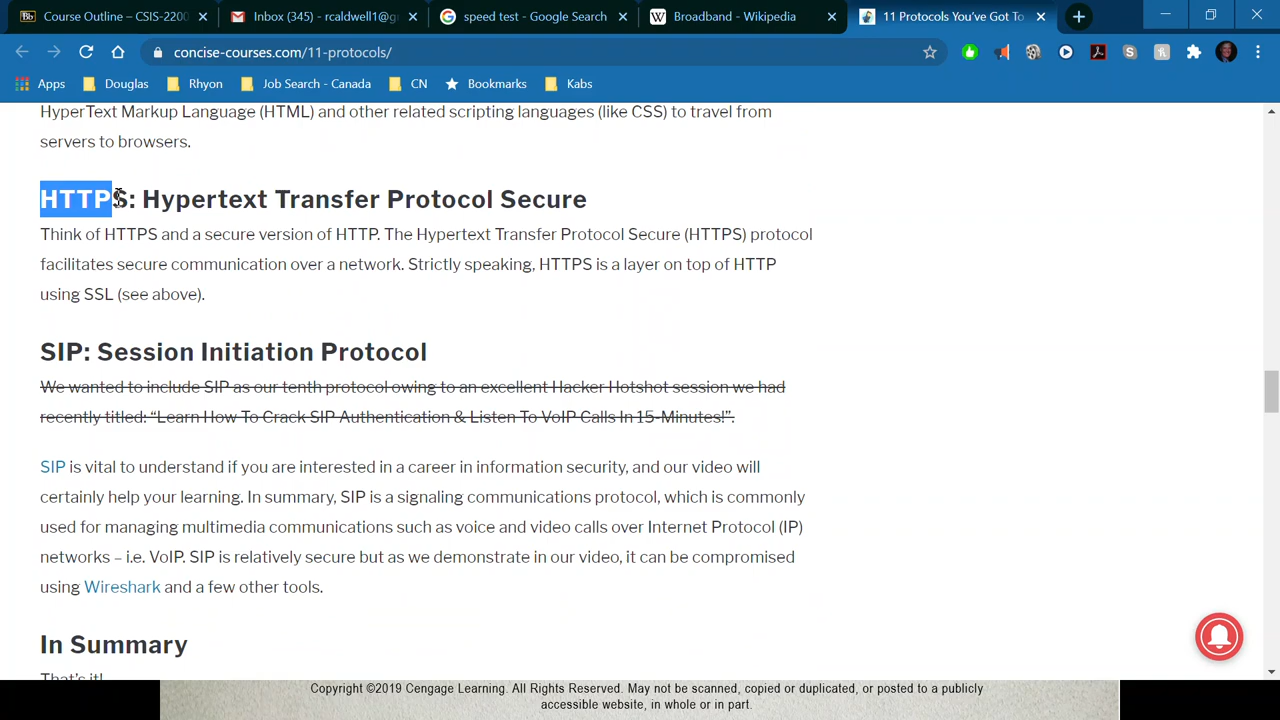 Course Outline – CSIS-2200
Inbox (345) - rcaldwell1@g
speed test - Google Search
Broadband - Wikipedia
11 Protocols You've Got To
concise-courses.com/11-protocols/
Apps Douglas Rhyon Job Search - Canada CN Bookmarks Kabs
HyperText Markup Language (HTML) and other related scripting languages (like CSS) to travel from
servers to browsers.
HTTPS: Hypertext Transfer Protocol Secure
Think of HTTPS and a secure version of HTTP. The Hypertext Transfer Protocol Secure (HTTPS) protocol
facilitates secure communication over a network. Strictly speaking, HTTPS is a layer on top of HTTP
using SSL (see above).
SIP: Session Initiation Protocol
We wanted to include SIP as our tenth protocol owing to an excellent Hacker Hotshot session we had
recently titled: “Learn How To Crack SIP Authentication & Listen To VoIP Calls In 15-Minutes!”.
SIP is vital to understand if you are interested in a career in information security, and our video will
certainly help your learning. In summary, SIP is a signaling communications protocol, which is commonly
used for managing multimedia communications such as voice and video calls over Internet Protocol (IP)
networks – i.e. VoIP. SIP is relatively secure but as we demonstrate in our video, it can be compromised
using Wireshark and a few other tools.
In Summary
That's it!
Copyright ©2019 Cengage Learning. All Rights Reserved. May not be scanned, copied or duplicated, or posted to a publicly
accessible website, in whole or in part.